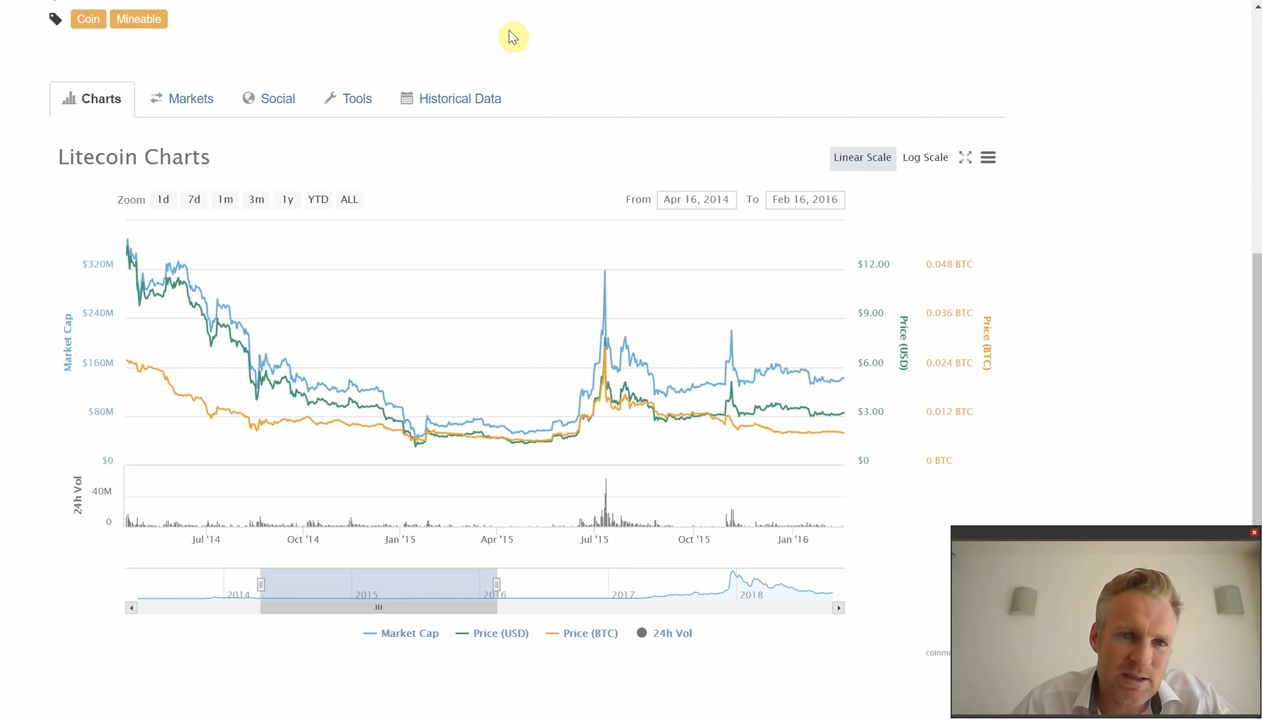 Coin Mineable
Charts Markets Social Tools Historical Data
Litecoin Charts
Linear Scale Log Scale
Zoom 1d 7d 1m 3m 1y YTD ALL
From Apr 16, 2014 To Feb 16, 2016
$320M $12.00 0.048 BTC
$240M $9.00 0.036 BTC
Market Cap
Price (USD)
Price (BTC)
$160M $6.00 0.024 BTC
$80M $3.00 0.012 BTC
$0 $0 0 BTC
24h Vol
40M
0
Jul '14 Oct '14 Jan '15 Apr '15 Jul '15 Oct '15 Jan '16
2014 2015 2016 2017 2018
Market Cap Price (USD) Price (BTC) 24h Vol